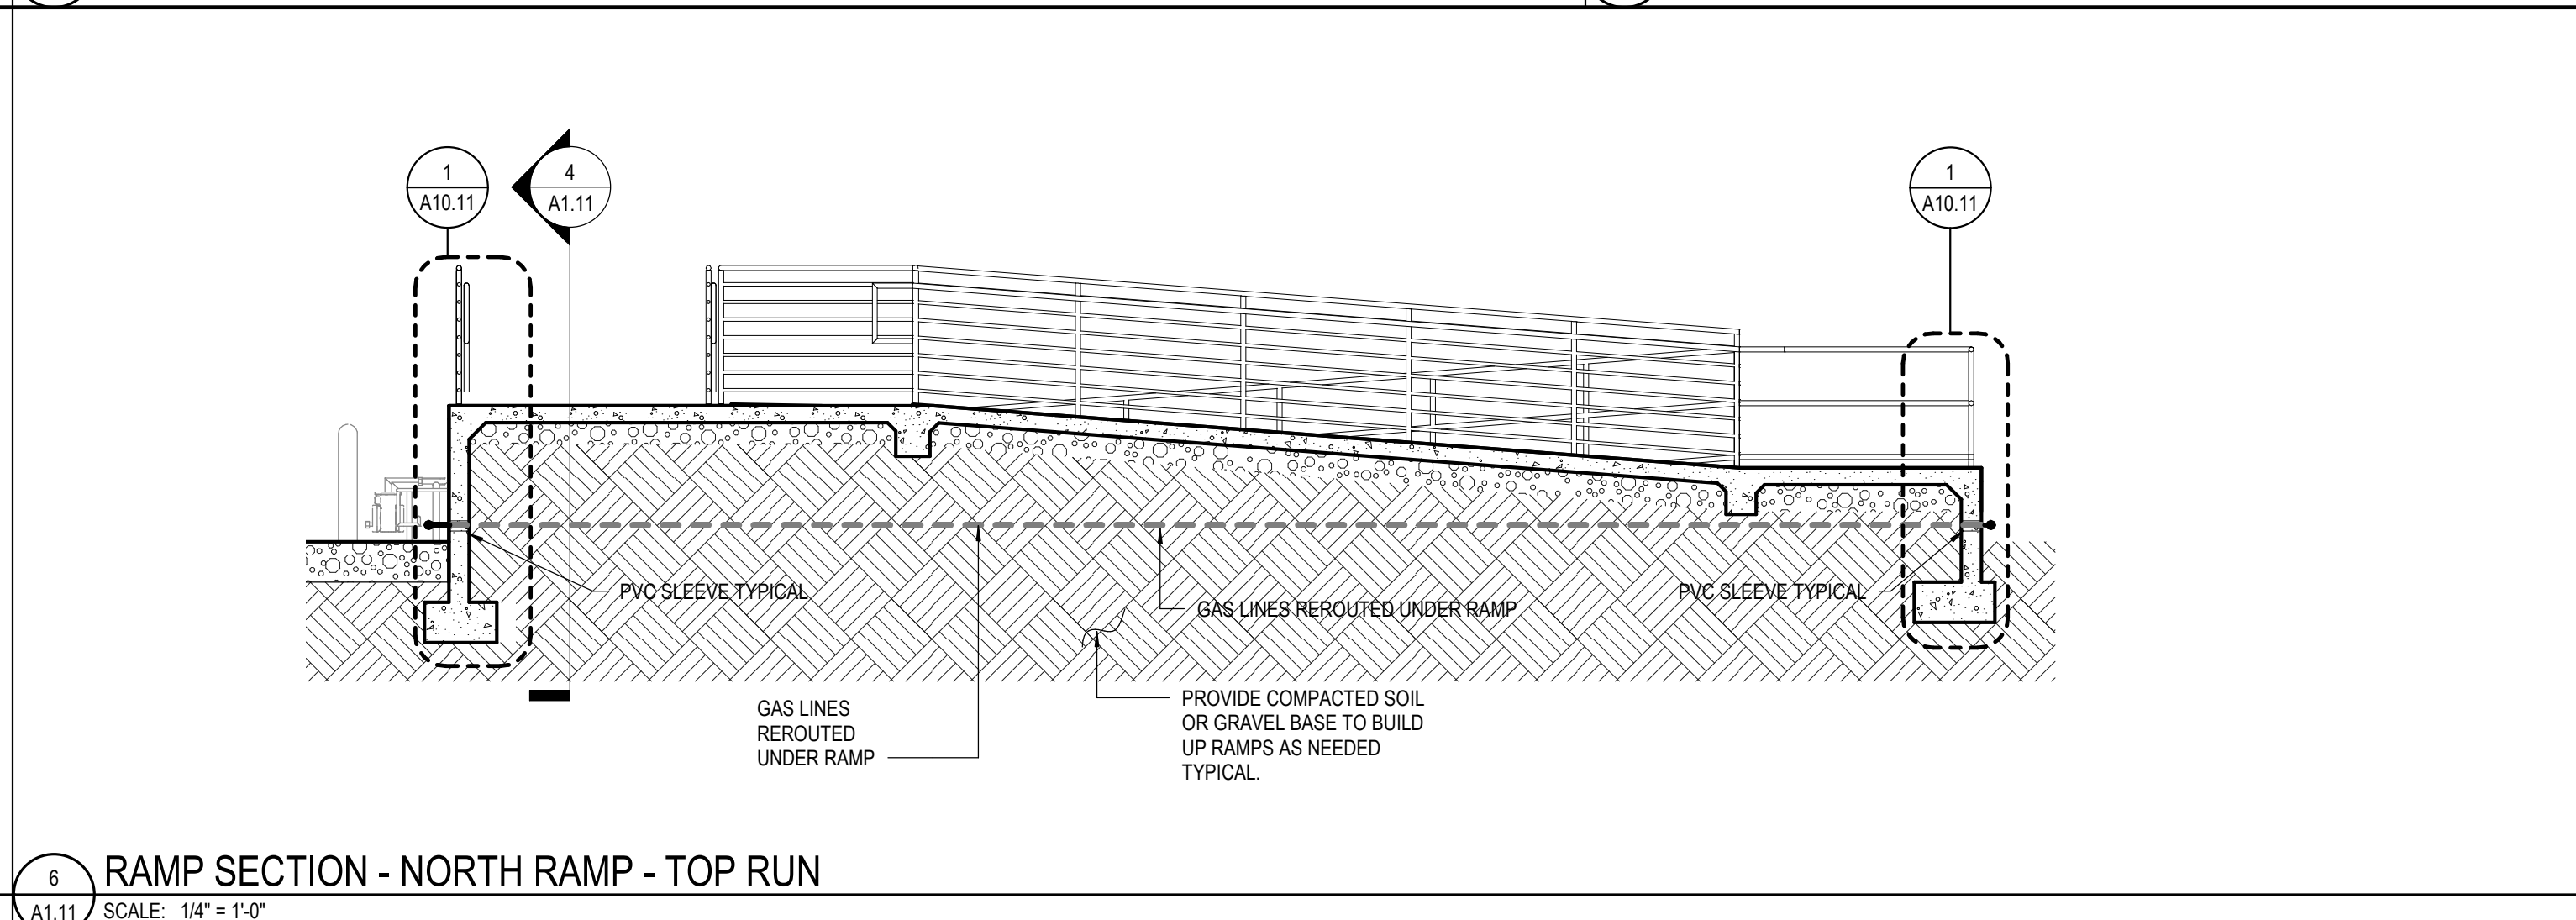 1
A10.11
4
A1.11
1
A10.11
PVC SLEEVE TYPICAL
PVC SLEEVE TYPICAL
GAS LINES REROUTED UNDER RAMP
GAS LINES
REROUTED
UNDER RAMP
PROVIDE COMPACTED SOIL
OR GRAVEL BASE TO BUILD
UP RAMPS AS NEEDED
TYPICAL.
6
A1.11
RAMP SECTION - NORTH RAMP - TOP RUN
SCALE: 1/4" = 1'-0"